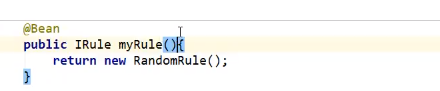 @Bean
public IRule myRule(){
    return new RandomRule();
}